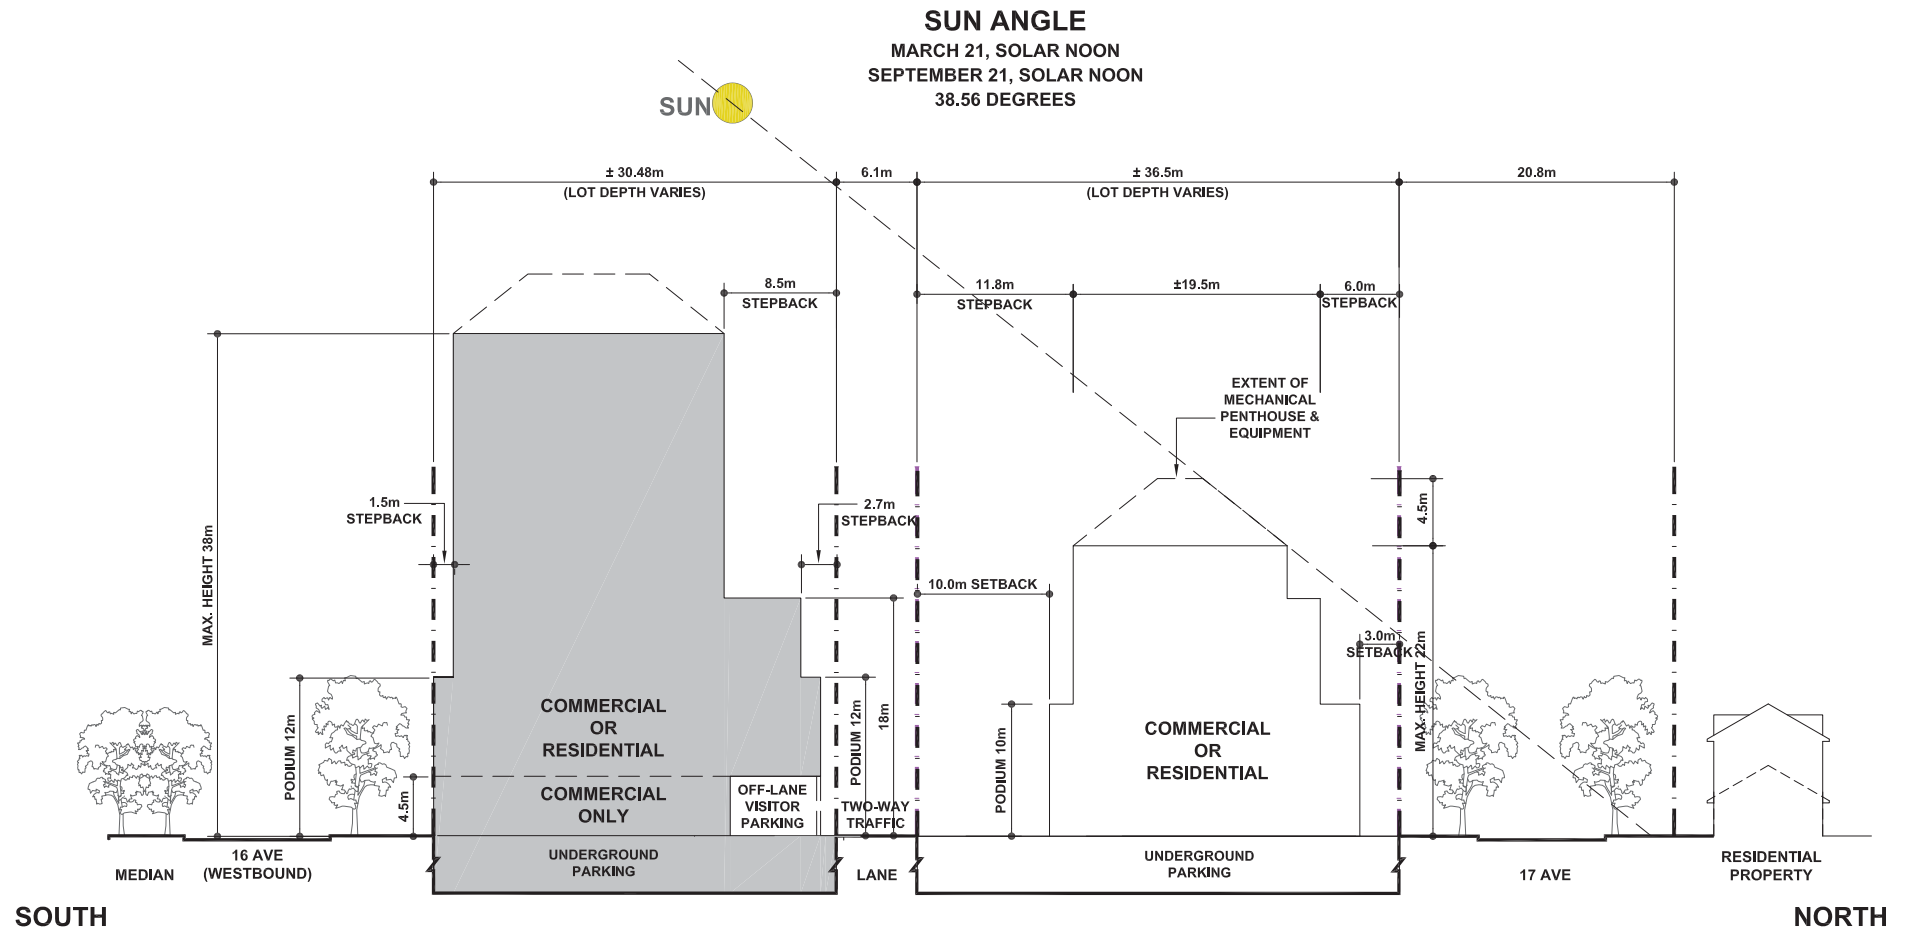 SUN ANGLE
MARCH 21, SOLAR NOON
SEPTEMBER 21, SOLAR NOON
38.56 DEGREES
SUN
± 30.48m
(LOT DEPTH VARIES)
6.1m
± 36.5m
(LOT DEPTH VARIES)
20.8m
8.5m
STEPBACK
11.8m
STEPBACK
±19.5m
6.0m
STEPBACK
EXTENT OF
MECHANICAL
PENTHOUSE &
EQUIPMENT
1.5m
STEPBACK
2.7m
STEPBACK
4.5m
MAX. HEIGHT 38m
10.0m SETBACK
3.0m
SETBACK
MAX. HEIGHT 22m
PODIUM 12m
4.5m
COMMERCIAL
OR
RESIDENTIAL
COMMERCIAL
ONLY
OFF-LANE
VISITOR
PARKING
PODIUM 12m
18m
TWO-WAY
TRAFFIC
PODIUM 10m
COMMERCIAL
OR
RESIDENTIAL
MEDIAN
16 AVE
(WESTBOUND)
UNDERGROUND
PARKING
LANE
UNDERGROUND
PARKING
17 AVE
RESIDENTIAL
PROPERTY
SOUTH
NORTH